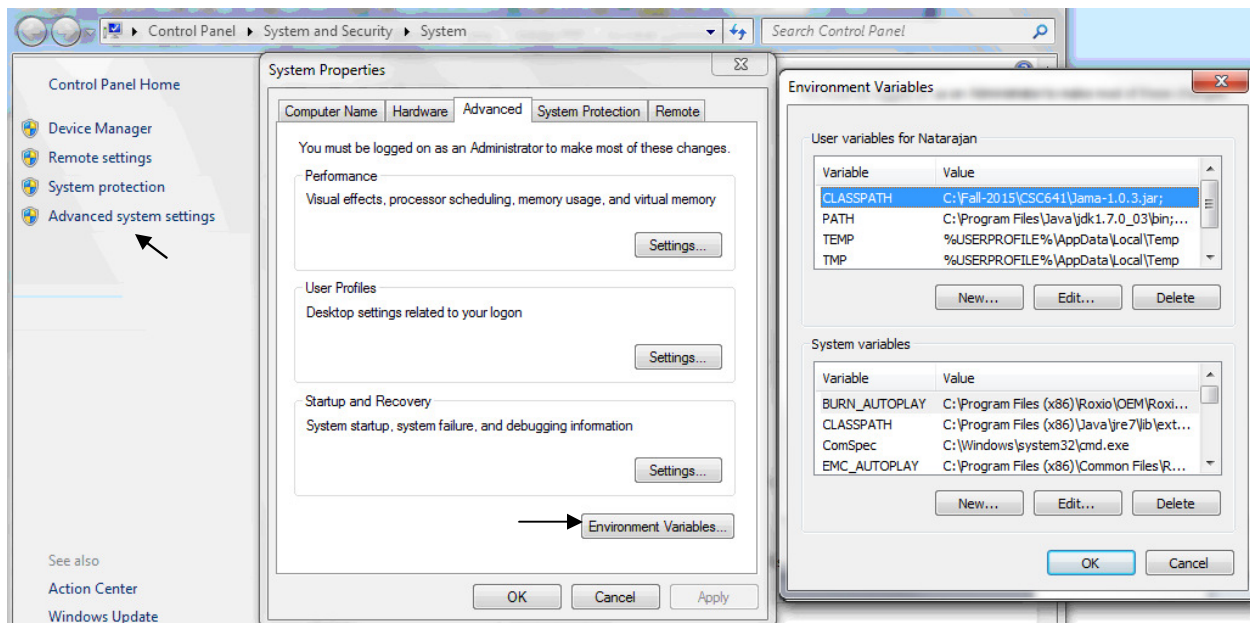 Control Panel System and Security System
Search Control Panel
Control Panel Home
Device Manager
Remote settings
System protection
Advanced system settings
See also
Action Center
Windows Update
System Properties
Computer Name Hardware Advanced System Protection Remote
You must be logged on as an Administrator to make most of these changes.
Performance
Visual effects, processor scheduling, memory usage, and virtual memory
Settings...
User Profiles
Desktop settings related to your logon
Settings...
Startup and Recovery
System startup, system failure, and debugging information
Settings...
Environment Variables...
OK Cancel Apply
Environment Variables
User variables for Natarajan
Variable Value
CLASSPATH C:\Fall-2015\CSC641\Jama-1.0.3.jar;
PATH C:\Program Files\Java\jdk1.7.0_03\bin;...
TEMP %USERPROFILE%\AppData\Local\Temp
TMP %USERPROFILE%\AppData\Local\Temp
New... Edit... Delete
System variables
Variable Value
BURN_AUTOPLAY C:\Program Files (x86)\Roxio\OEM\Roxi...
CLASSPATH C:\Program Files (x86)\Java\jre7\lib\ext...
ComSpec C:\Windows\system32\cmd.exe
EMC_AUTOPLAY C:\Program Files (x86)\Common Files\R...
New... Edit... Delete
OK Cancel